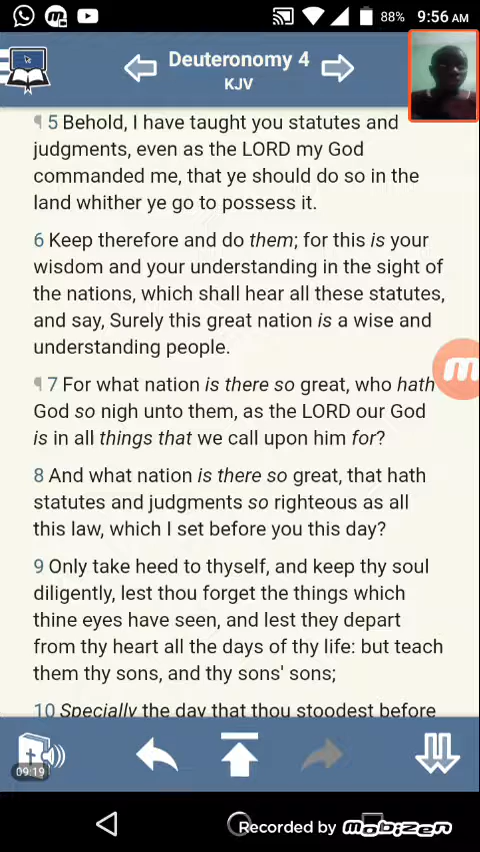 88% 9:56 AM
Deuteronomy 4
KJV
¶ 5 Behold, I have taught you statutes and
judgments, even as the LORD my God
commanded me, that ye should do so in the
land whither ye go to possess it.
6 Keep therefore and do them; for this is your
wisdom and your understanding in the sight of
the nations, which shall hear all these statutes,
and say, Surely this great nation is a wise and
understanding people.
¶ 7 For what nation is there so great, who hath
God so nigh unto them, as the LORD our God
is in all things that we call upon him for?
8 And what nation is there so great, that hath
statutes and judgments so righteous as all
this law, which I set before you this day?
9 Only take heed to thyself, and keep thy soul
diligently, lest thou forget the things which
thine eyes have seen, and lest they depart
from thy heart all the days of thy life: but teach
them thy sons, and thy sons' sons;
10 Specially the day that thou stoodest before
09:19
Recorded by mobizen